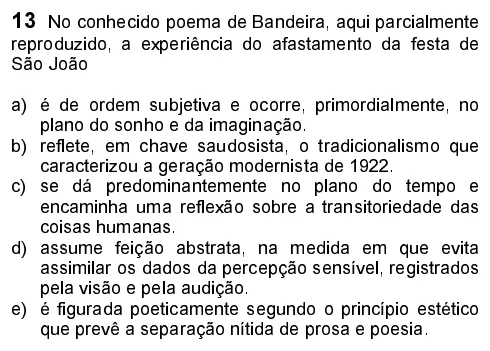 13 No conhecido poema de Bandeira, aqui parcialmente
reproduzido, a experiência do afastamento da festa de
São João
a) é de ordem subjetiva e ocorre, primordialmente, no
plano do sonho e da imaginação.
b) reflete, em chave saudosista, o tradicionalismo que
caracterizou a geração modernista de 1922.
c) se dá predominantemente no plano do tempo e
encaminha uma reflexão sobre a transitoriedade das
coisas humanas.
d) assume feição abstrata, na medida em que evita
assimilar os dados da percepção sensível, registrados
pela visão e pela audição.
e) é figurada poeticamente segundo o princípio estético
que prevê a separação nítida de prosa e poesia.